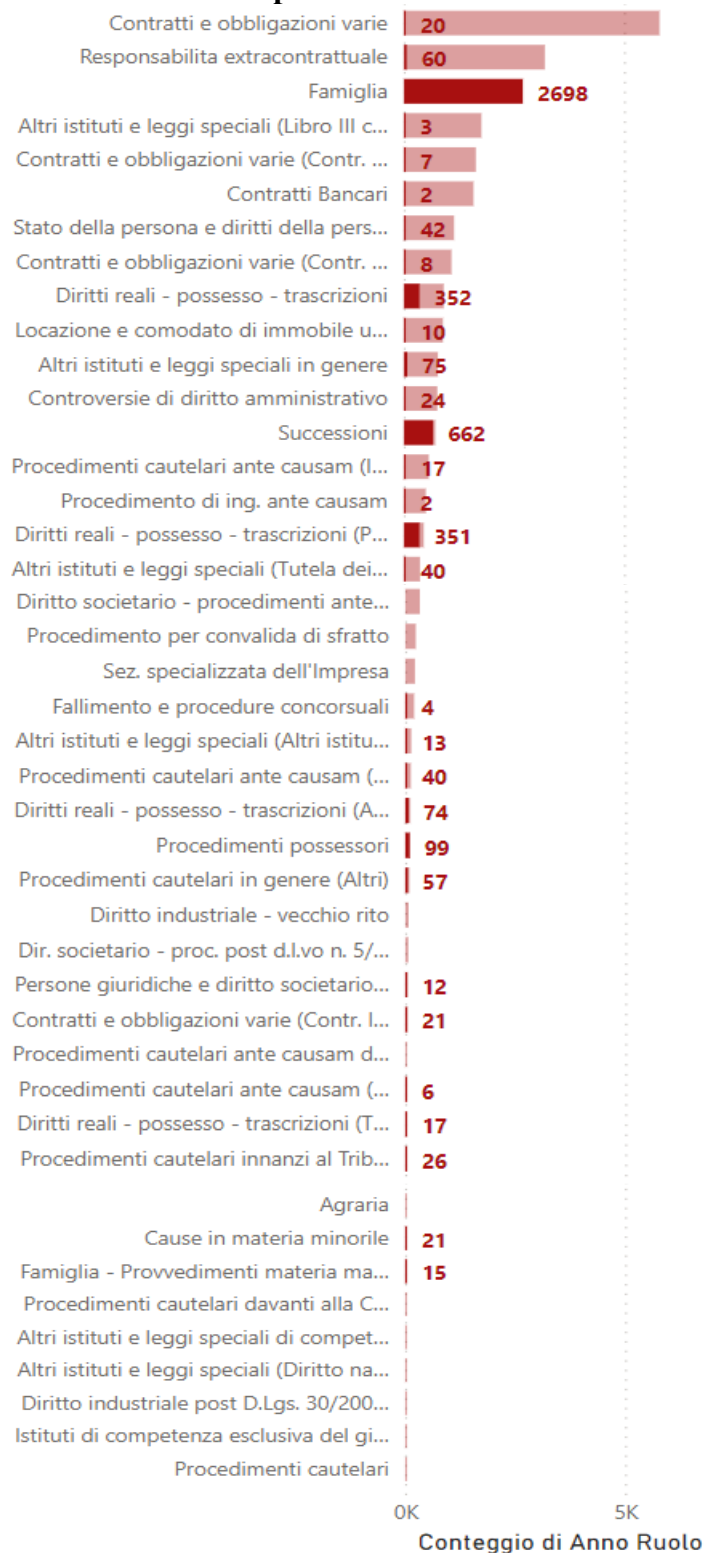 Contratti e obbligazioni varie 20
Responsabilita extracontrattuale 60
Famiglia 2698
Altri istituti e leggi speciali (Libro III c... 3
Contratti e obbligazioni varie (Contr. ... 7
Contratti Bancari 2
Stato della persona e diritti della pers... 42
Contratti e obbligazioni varie (Contr. ... 8
Diritti reali - possesso - trascrizioni 352
Locazione e comodato di immobile u... 10
Altri istituti e leggi speciali in genere 75
Controversie di diritto amministrativo 24
Successioni 662
Procedimenti cautelari ante causam (I... 17
Procedimento di ing. ante causam 2
Diritti reali - possesso - trascrizioni (P... 351
Altri istituti e leggi speciali (Tutela dei... 40
Diritto societario - procedimenti ante...
Procedimento per convalida di sfratto
Sez. specializzata dell'Impresa
Fallimento e procedure concorsuali 4
Altri istituti e leggi speciali (Altri istitu... 13
Procedimenti cautelari ante causam (... 40
Diritti reali - possesso - trascrizioni (A... 74
Procedimenti possessori 99
Procedimenti cautelari in genere (Altri) 57
Diritto industriale - vecchio rito
Dir. societario - proc. post d.l.vo n. 5/...
Persone giuridiche e diritto societario... 12
Contratti e obbligazioni varie (Contr. I... 21
Procedimenti cautelari ante causam d...
Procedimenti cautelari ante causam (... 6
Diritti reali - possesso - trascrizioni (T... 17
Procedimenti cautelari innanzi al Trib... 26
Agraria
Cause in materia minorile 21
Famiglia - Provvedimenti materia ma... 15
Procedimenti cautelari davanti alla C...
Altri istituti e leggi speciali di compet...
Altri istituti e leggi speciali (Diritto na...
Diritto industriale post D.Lgs. 30/200...
Istituti di competenza esclusiva del gi...
Procedimenti cautelari
0K 5K
Conteggio di Anno Ruolo